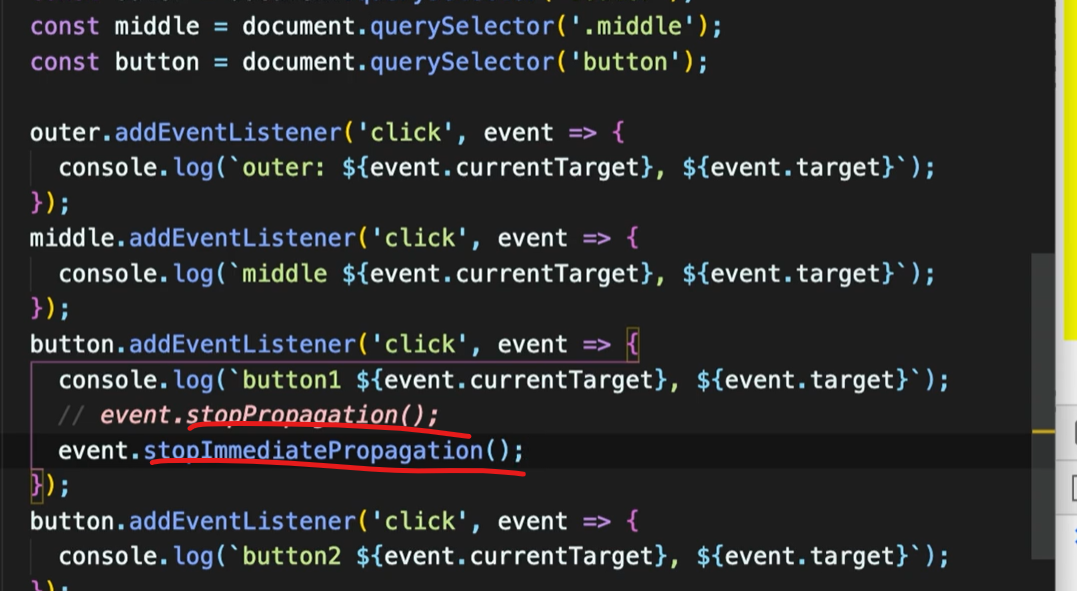 const middle = document.querySelector('.middle');
const button = document.querySelector('button');
outer.addEventListener('click', event => {
console.log(`outer: ${event.currentTarget}, ${event.target}`);
});
middle.addEventListener('click', event => {
console.log(`middle ${event.currentTarget}, ${event.target}`);
});
button.addEventListener('click', event => {
console.log(`button1 ${event.currentTarget}, ${event.target}`);
// event.stopPropagation();
event.stopImmediatePropagation();
});
button.addEventListener('click', event => {
console.log(`button2 ${event.currentTarget}, ${event.target}`);
});